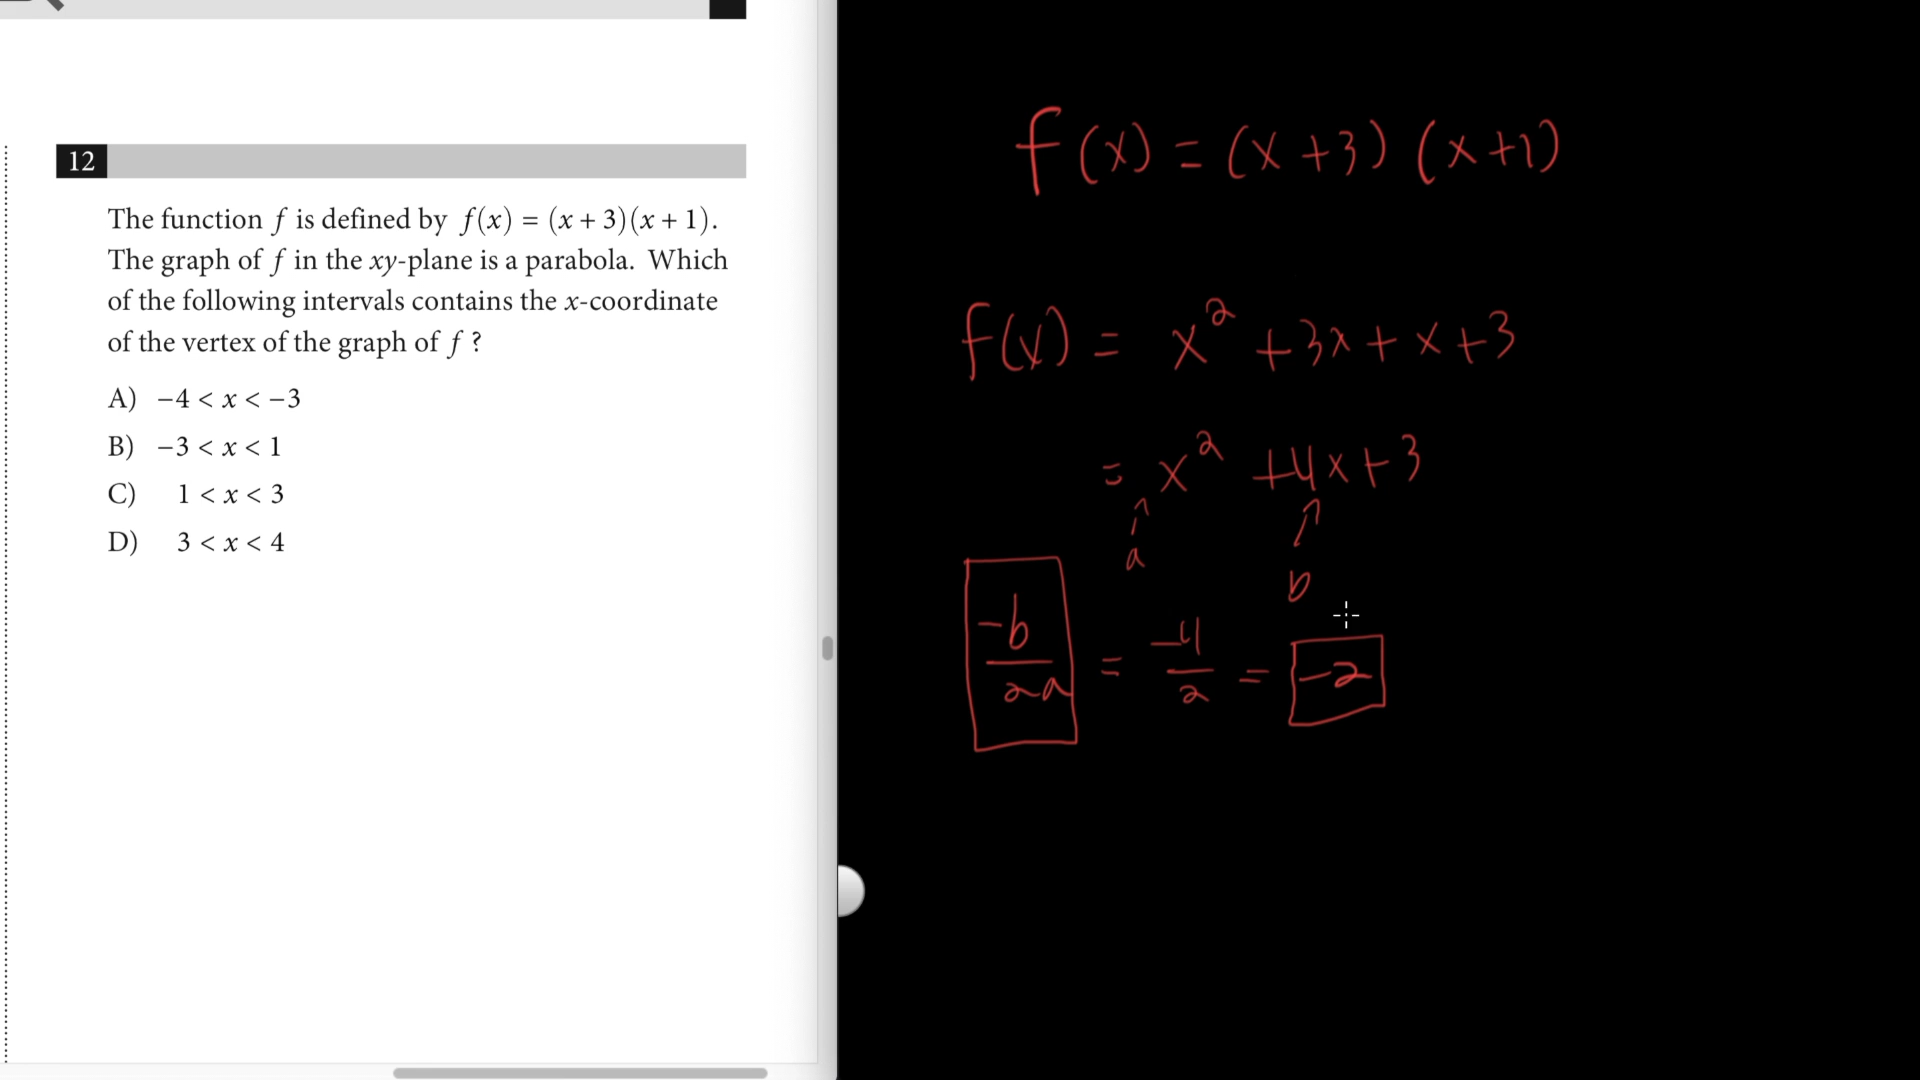 12
The function f is defined by f(x) = (x + 3)(x + 1).
The graph of f in the xy-plane is a parabola. Which
of the following intervals contains the x-coordinate
of the vertex of the graph of f ?
A) −4 < x < −3
B) −3 < x < 1
C) 1 < x < 3
D) 3 < x < 4
f(x) = (x+3)(x+1)
f(x) = x² +3x+x+3
= x² +4x+3
a
b
-b/2a = -4/2 = -2